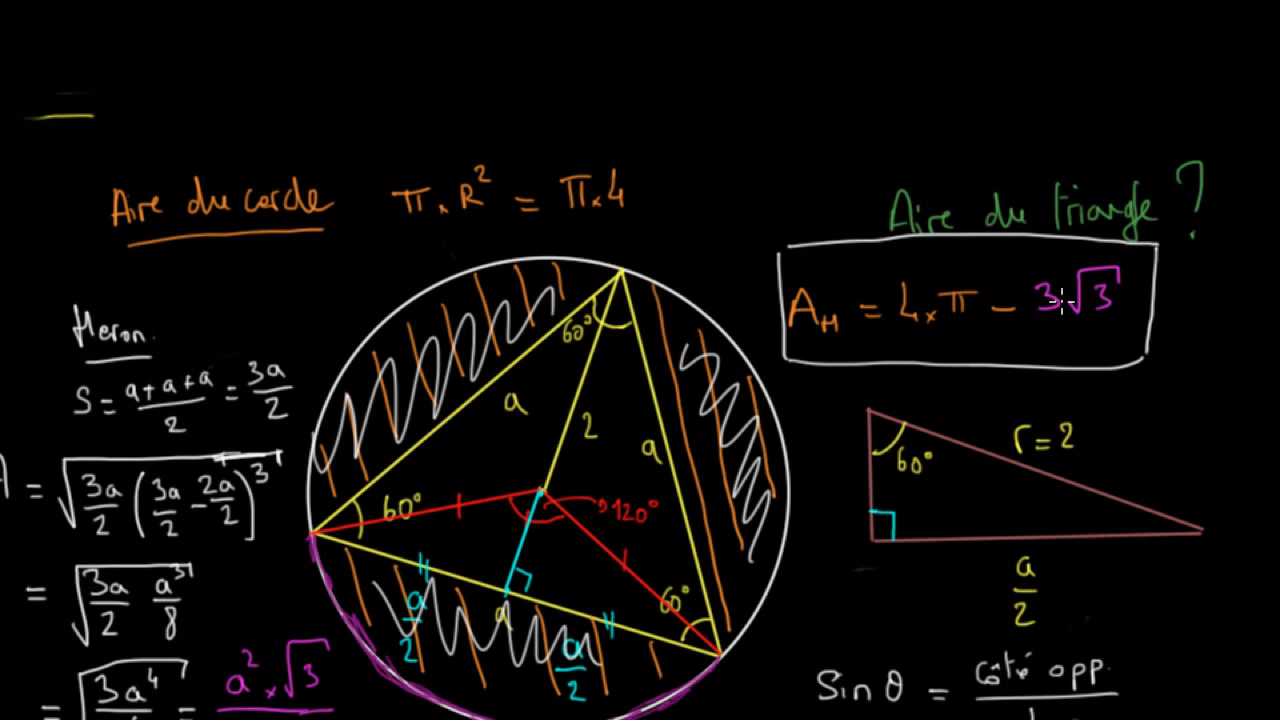 Aire du cercle π × R² = π × 4
Aire du triangle ?
A_H = 4 × π − 3√3
Heron
S = (a + a + a)/2 = 3a/2
= √(3a/2 (3a/2 − 2a/2)³)
= √(3a/2 a³/8)
= √(3a⁴/ = a² × √3
60°
a
2
a
60°
120°
60°
a
a/2
a/2
60°
r = 2
a/2
Sin θ = côté opp.